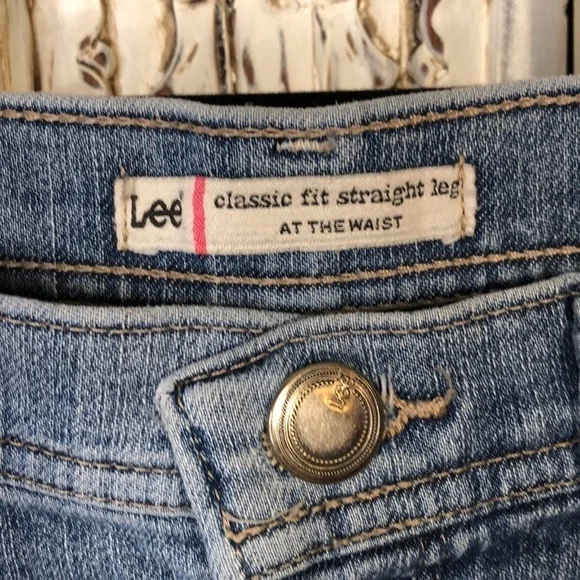 Lee
classic fit straight leg
AT THE WAIST